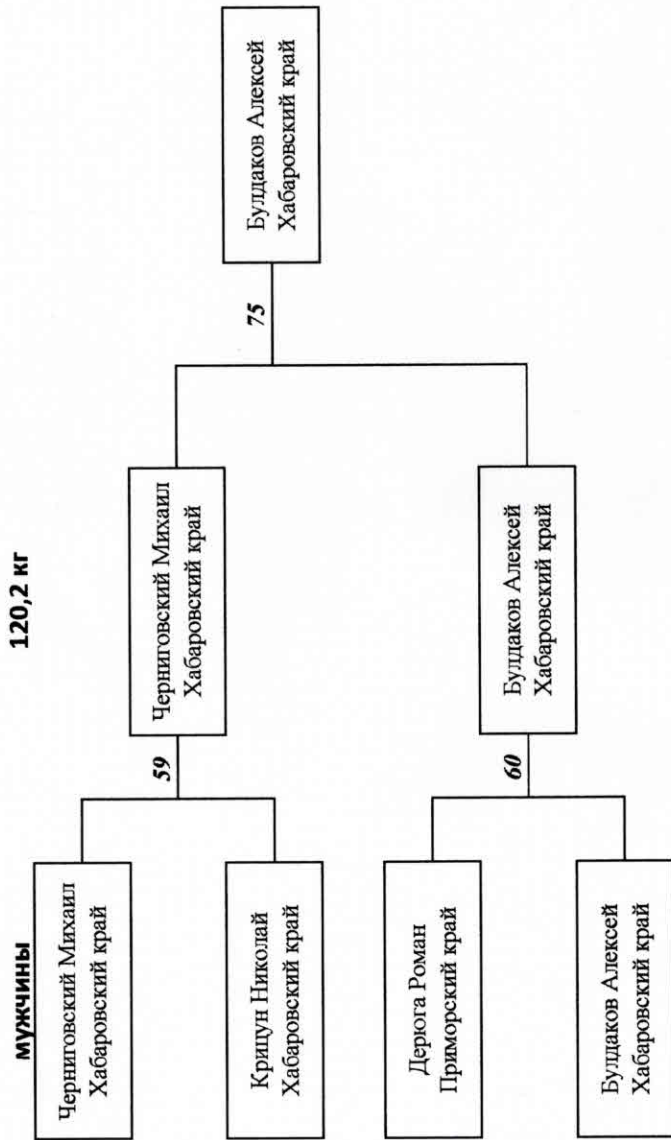 мужчины
120,2 кг
Черниговский Михаил
Хабаровский край
Крицун Николай
Хабаровский край
Дерюга Роман
Приморский край
Булдаков Алексей
Хабаровский край
59
60
Черниговский Михаил
Хабаровский край
Булдаков Алексей
Хабаровский край
75
Булдаков Алексей
Хабаровский край